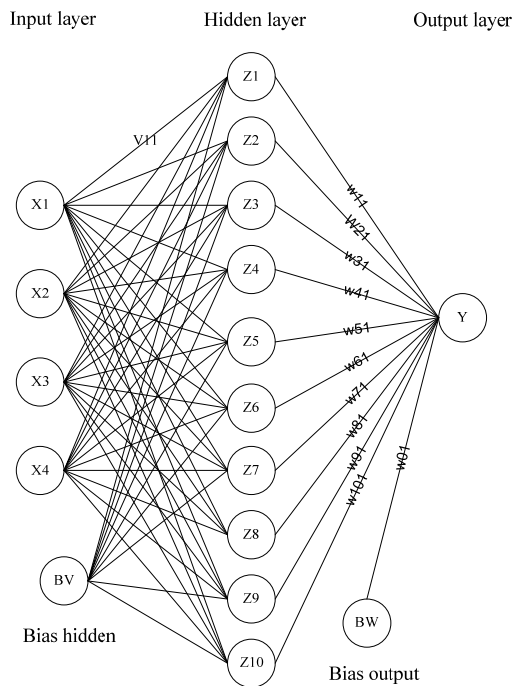 Input layer
Hidden layer
Output layer
Z1
V11
Z2
w11
X1
Z3
W21
w31
Z4
X2
w41
Y
Z5
w51
w61
X3
Z6
w71
w81
X4
Z7
w91
w01
w101
Z8
BV
Z9
BW
Bias hidden
Z10
Bias output